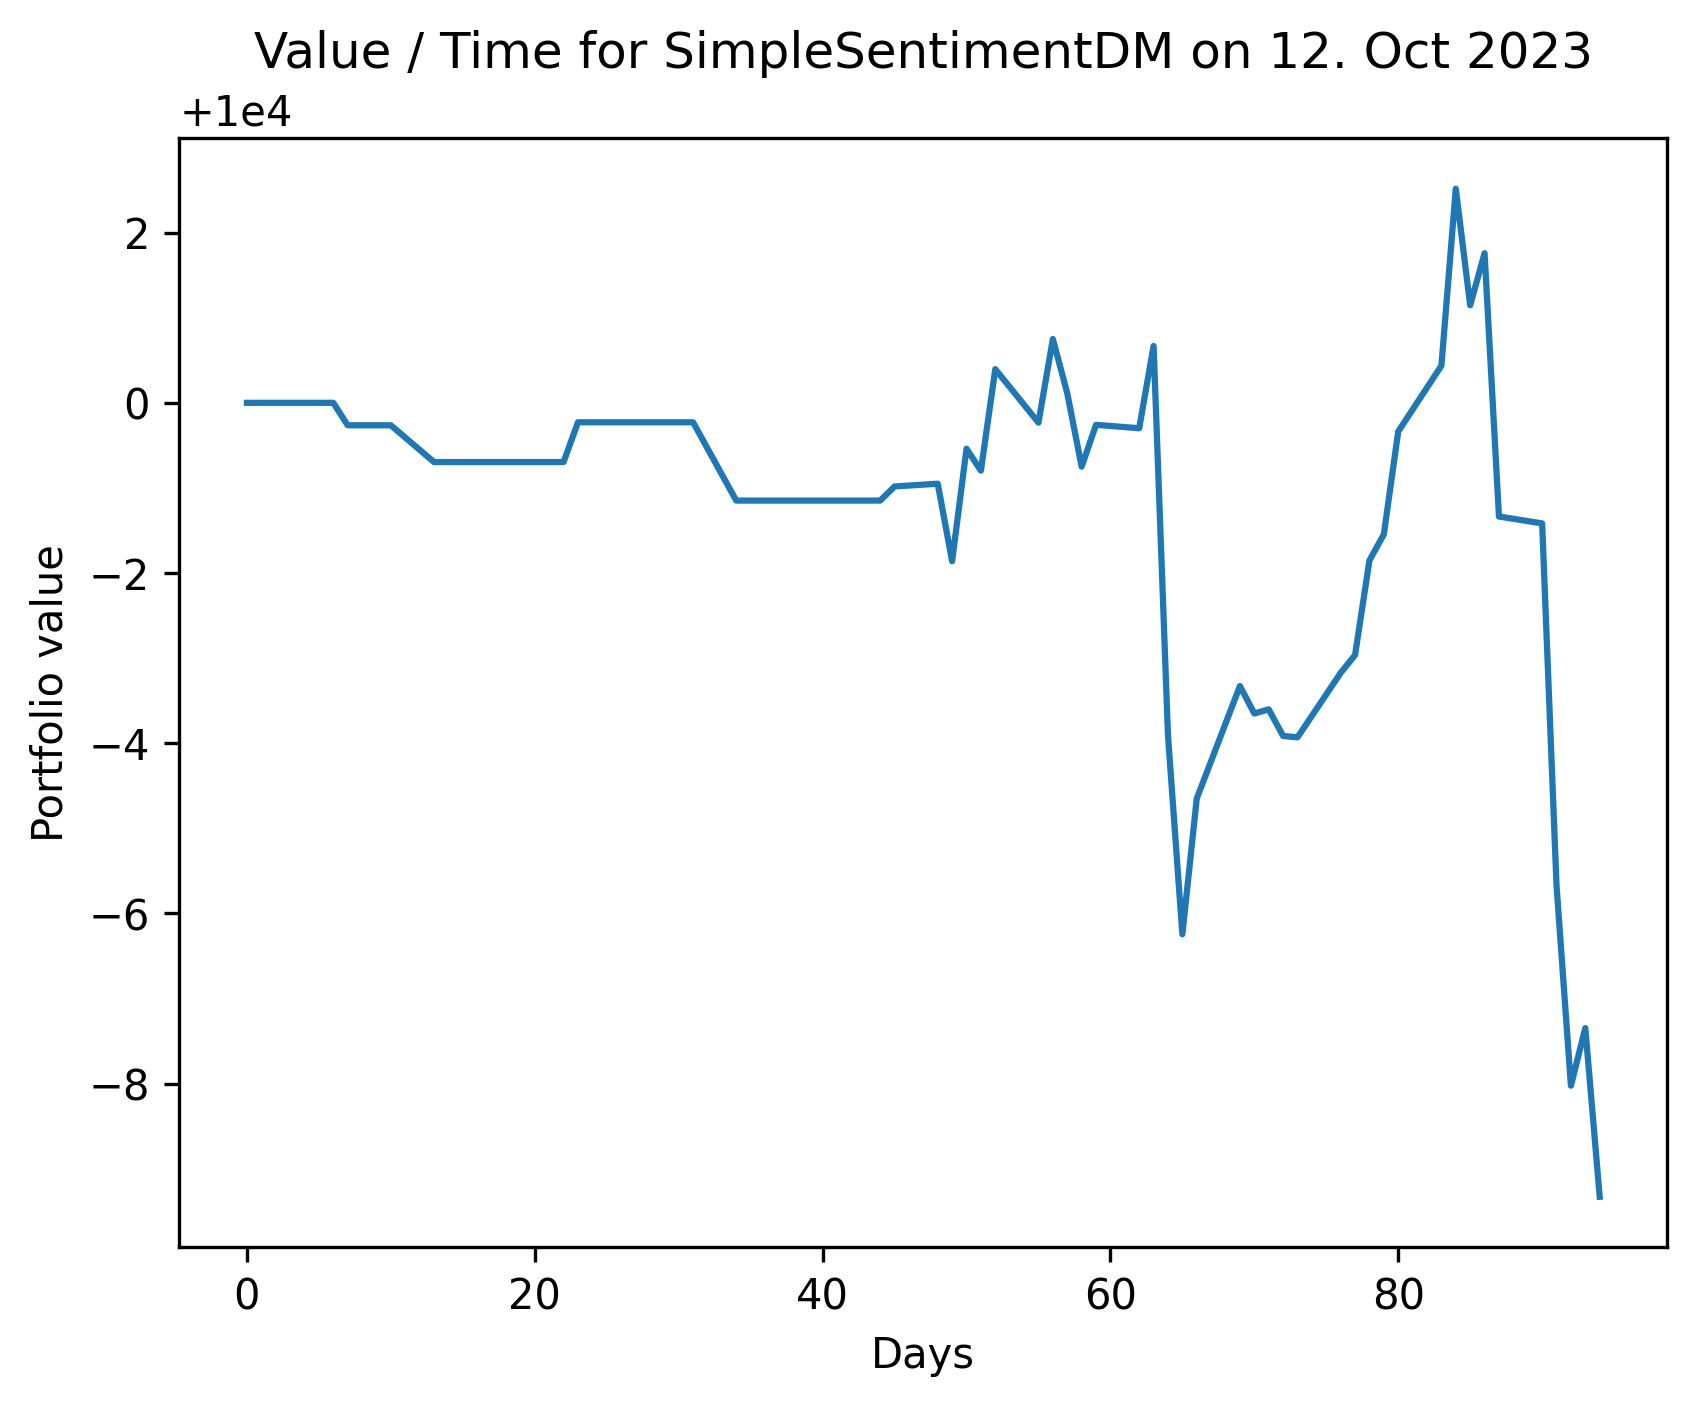 Value / Time for SimpleSentimentDM on 12. Oct 2023
+1e4
2
0
−2
−4
−6
−8
Portfolio value
0 20 40 60 80
Days